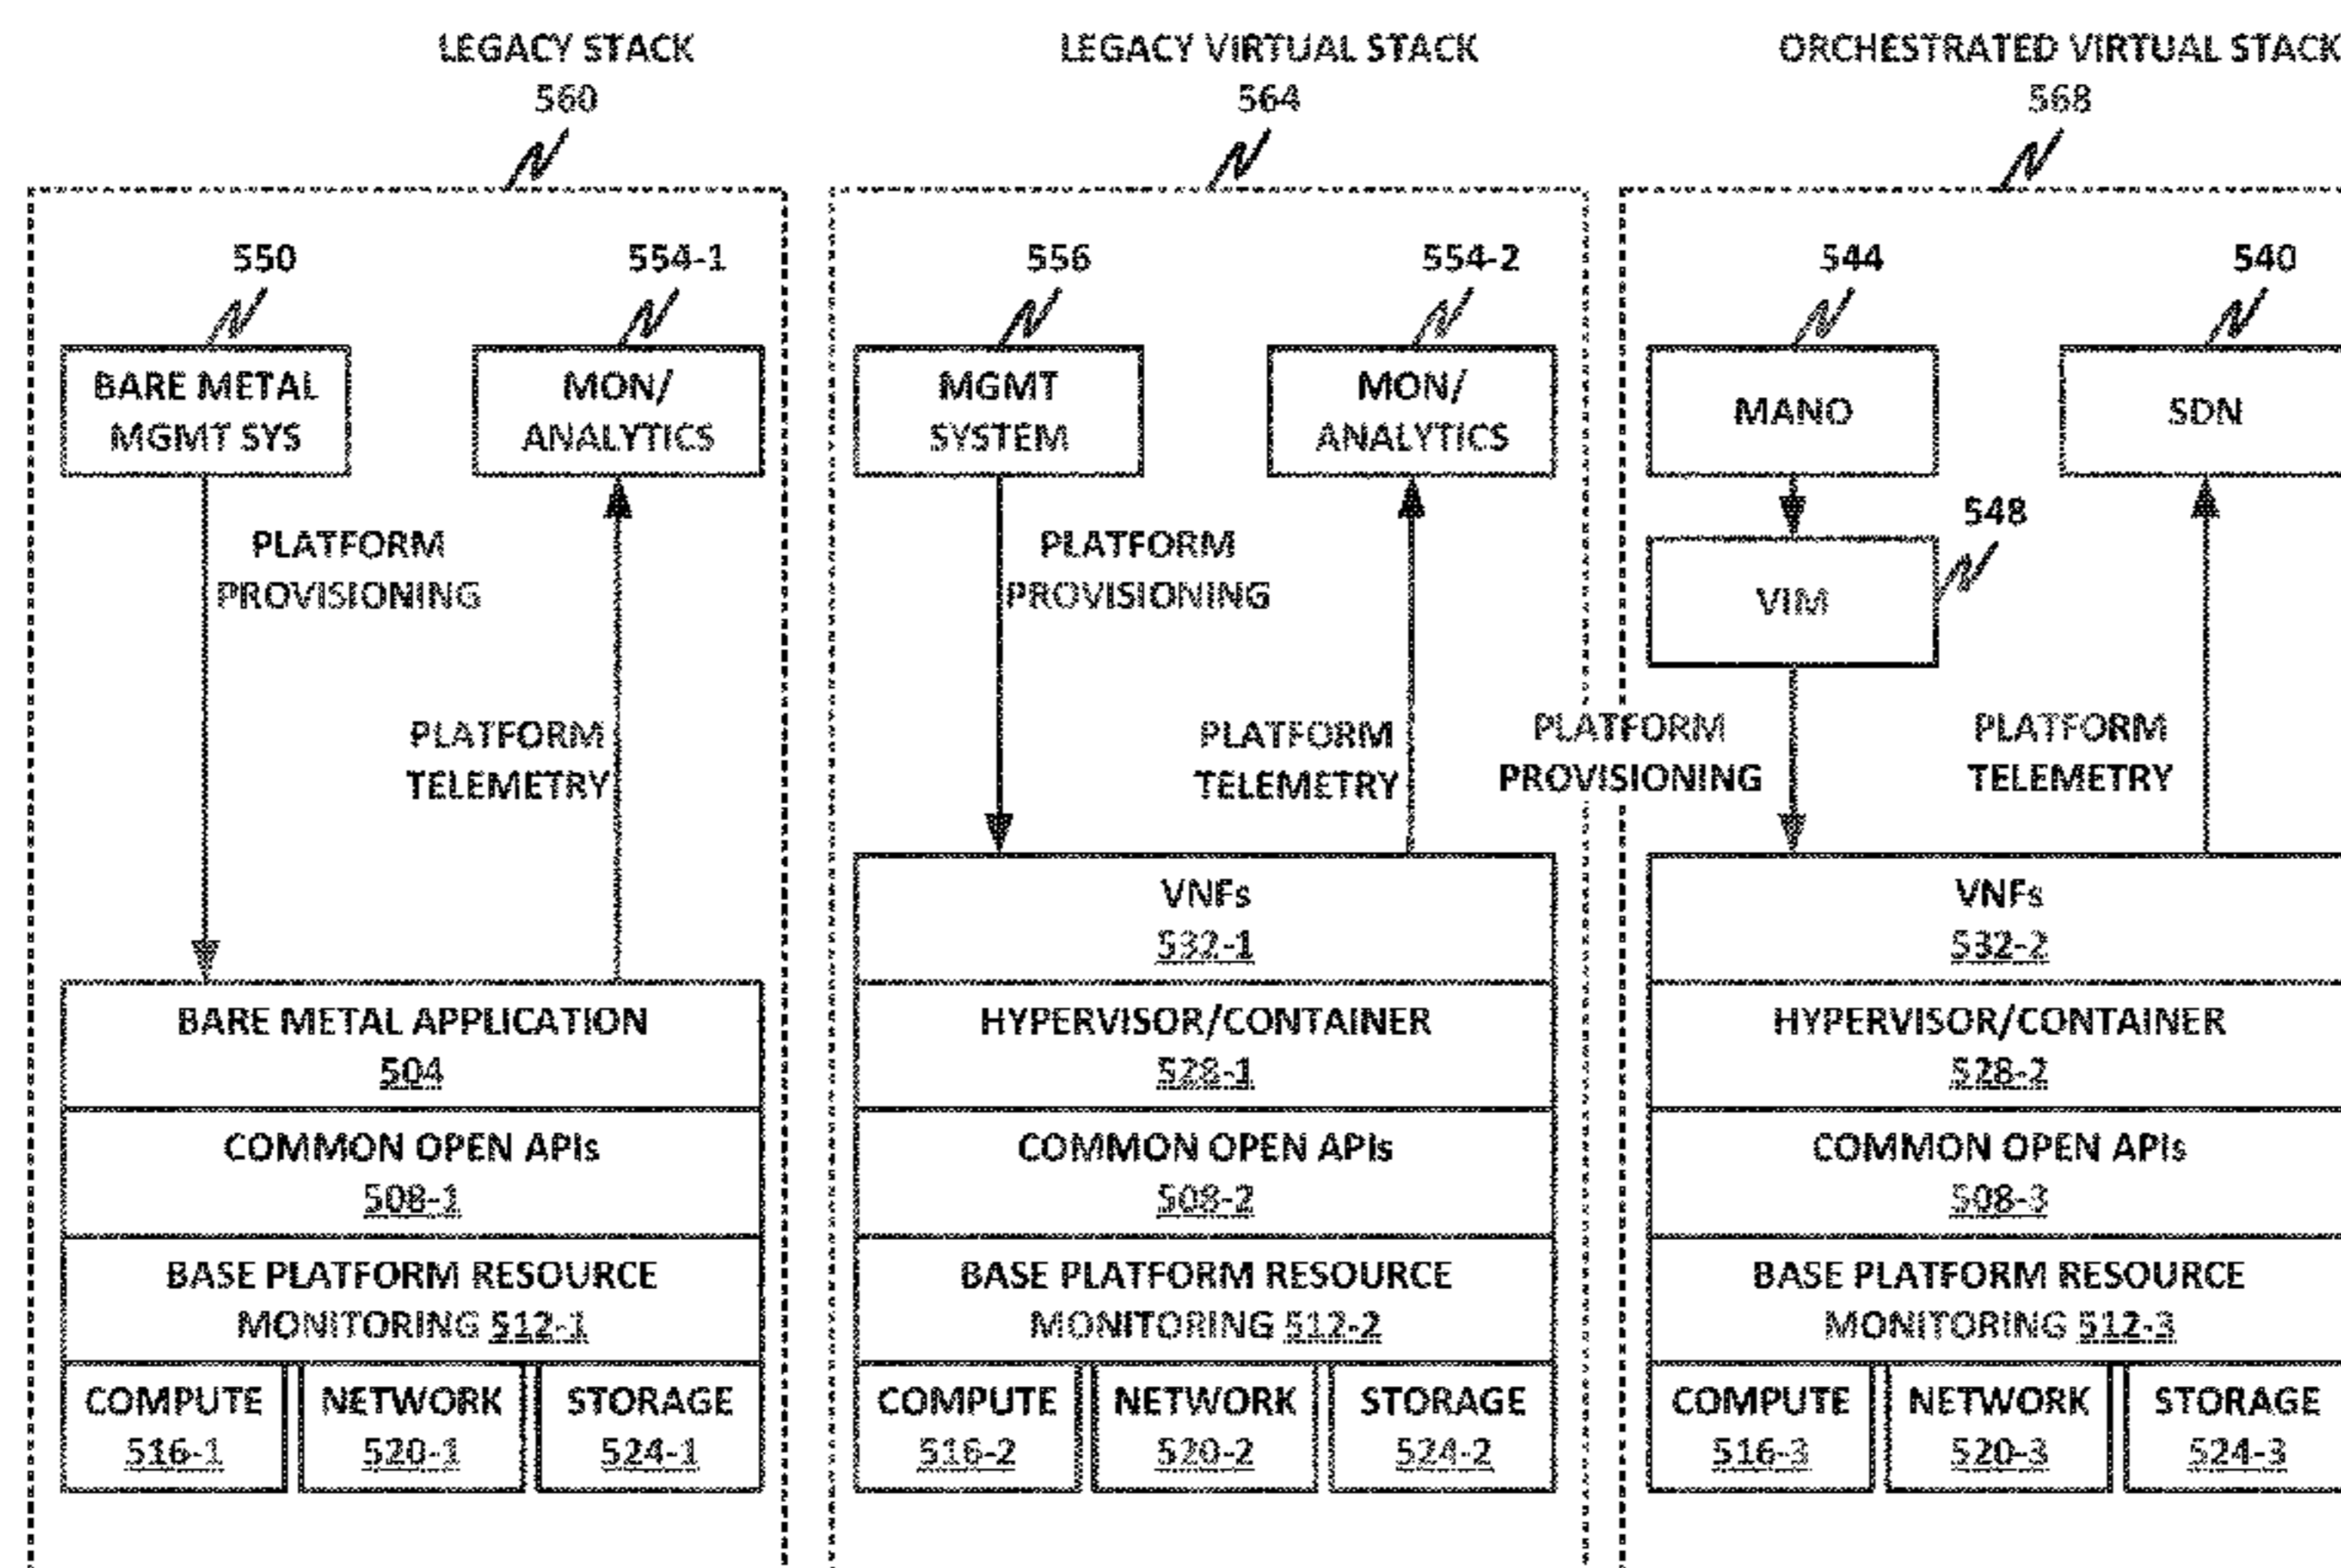 LEGACY STACK
560
LEGACY VIRTUAL STACK
564
ORCHESTRATED VIRTUAL STACK
568
550
554-1
556
554-2
544
540
BARE METAL
MGMT SYS
MON/
ANALYTICS
MGMT
SYSTEM
MON/
ANALYTICS
MANO
SDN
548
VIM
PLATFORM
PROVISIONING
PLATFORM
TELEMETRY
PLATFORM
PROVISIONING
PLATFORM
TELEMETRY
PLATFORM
PROVISIONING
PLATFORM
TELEMETRY
BARE METAL APPLICATION
504
COMMON OPEN APIs
508-1
BASE PLATFORM RESOURCE
MONITORING 512-1
COMPUTE
516-1
NETWORK
520-1
STORAGE
524-1
VNFs
532-1
HYPERVISOR/CONTAINER
528-1
COMMON OPEN APIs
508-2
BASE PLATFORM RESOURCE
MONITORING 512-2
COMPUTE
516-2
NETWORK
520-2
STORAGE
524-2
VNFs
532-2
HYPERVISOR/CONTAINER
528-2
COMMON OPEN APIs
508-3
BASE PLATFORM RESOURCE
MONITORING 512-3
COMPUTE
516-3
NETWORK
520-3
STORAGE
524-3